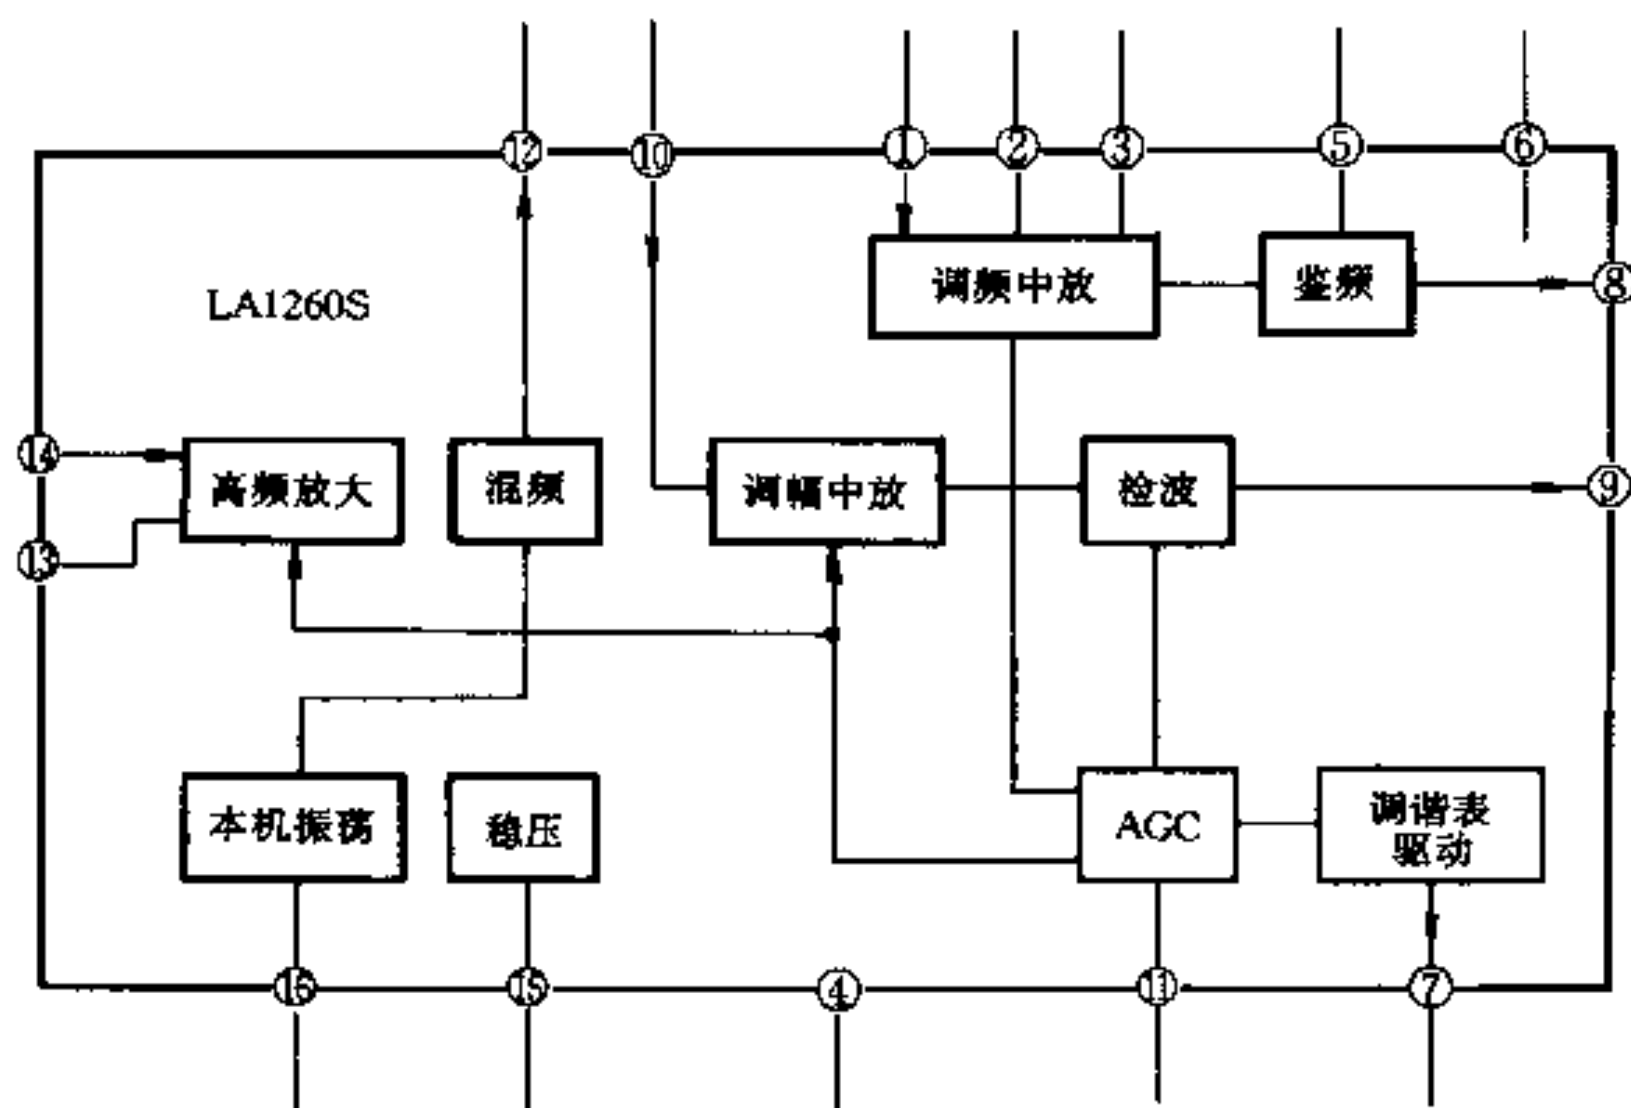 ⑫ ⑩ ① ② ③ ⑤ ⑥
调频中放
鉴频
⑧
LA1260S
⑭
高频放大
混频
调幅中放
检波
⑨
⑬
本机振荡
稳压
AGC
调谐表
驱动
⑯ ⑮ ④ ⑪ ⑦